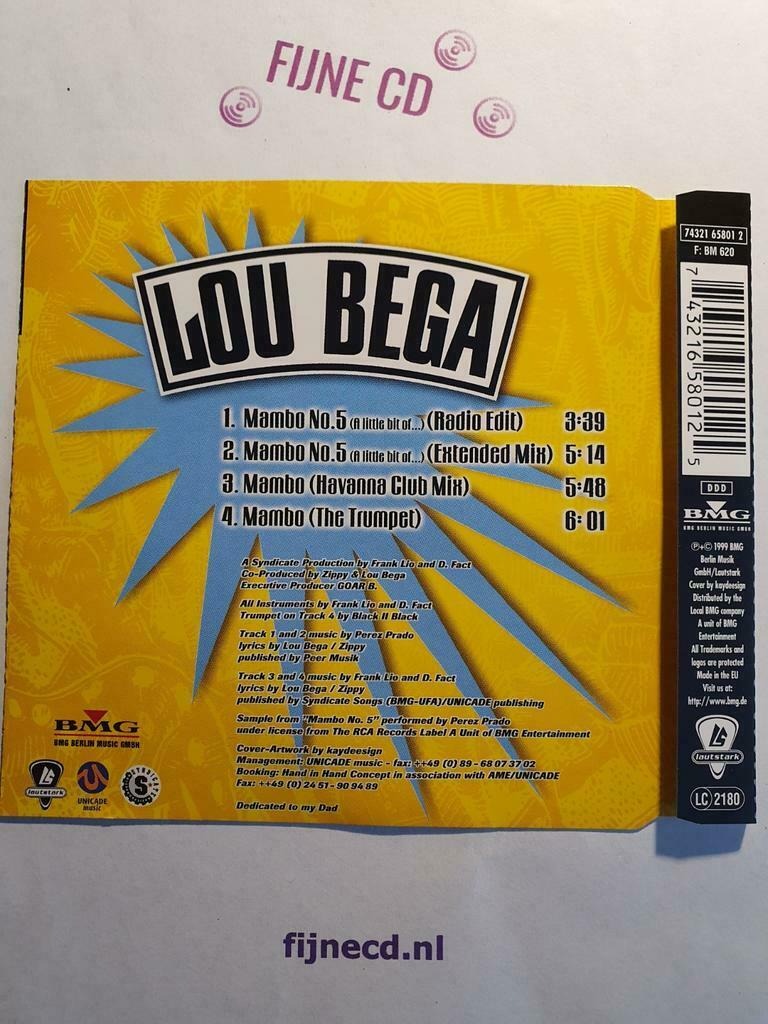 FIJNE CD
LOU BEGA
1. Mambo No.5 (A little bit of...) (Radio Edit) 3:39
2. Mambo No.5 (A little bit of...) (Extended Mix) 5:14
3. Mambo (Havanna Club Mix) 5:48
4. Mambo (The Trumpet) 6:01
A Syndicate Production by Frank Lio and D. Fact
Co-Produced by Zippy & Lou Bega
Executive Producer GOAR B.
All Instruments by Frank Lio and D. Fact
Trumpet on Track 4 by Black II Black
Track 1 and 2 music by Perez Prado
lyrics by Lou Bega / Zippy
published by Peer Musik
Track 3 and 4 music by Frank Lio and D. Fact
lyrics by Lou Bega / Zippy
published by Syndicate Songs (BMG-UFA)/UNICADE publishing
Sample from "Mambo No. 5" performed by Perez Prado
under license from The RCA Records Label A Unit of BMG Entertainment
Cover-Artwork by kaydeesign
Management: UNICADE music - fax: ++49 (0) 89 - 68 07 37 02
Booking: Hand in Hand Concept in association with AME/UNICADE
Fax: ++49 (0) 24 51 - 90 94 89
Dedicated to my Dad
BMG
BMG BERLIN MUSIC GMBH
lautstark
UNICADE
music
SYNDICATE
S
74321 65801 2
F: BM 620
7 43216 58012 5
DDD
BMG
BMG BERLIN MUSIC GMBH
℗+© 1999 BMG
Berlin Musik
GmbH/Lautstark
Cover by kaydeesign
Distributed by the
Local BMG company
A unit of BMG
Entertainment
All Trademarks and
logos are protected
Made in the EU
Visit us at:
http://www.bmg.de
lautstark
LC 2180
fijnecd.nl